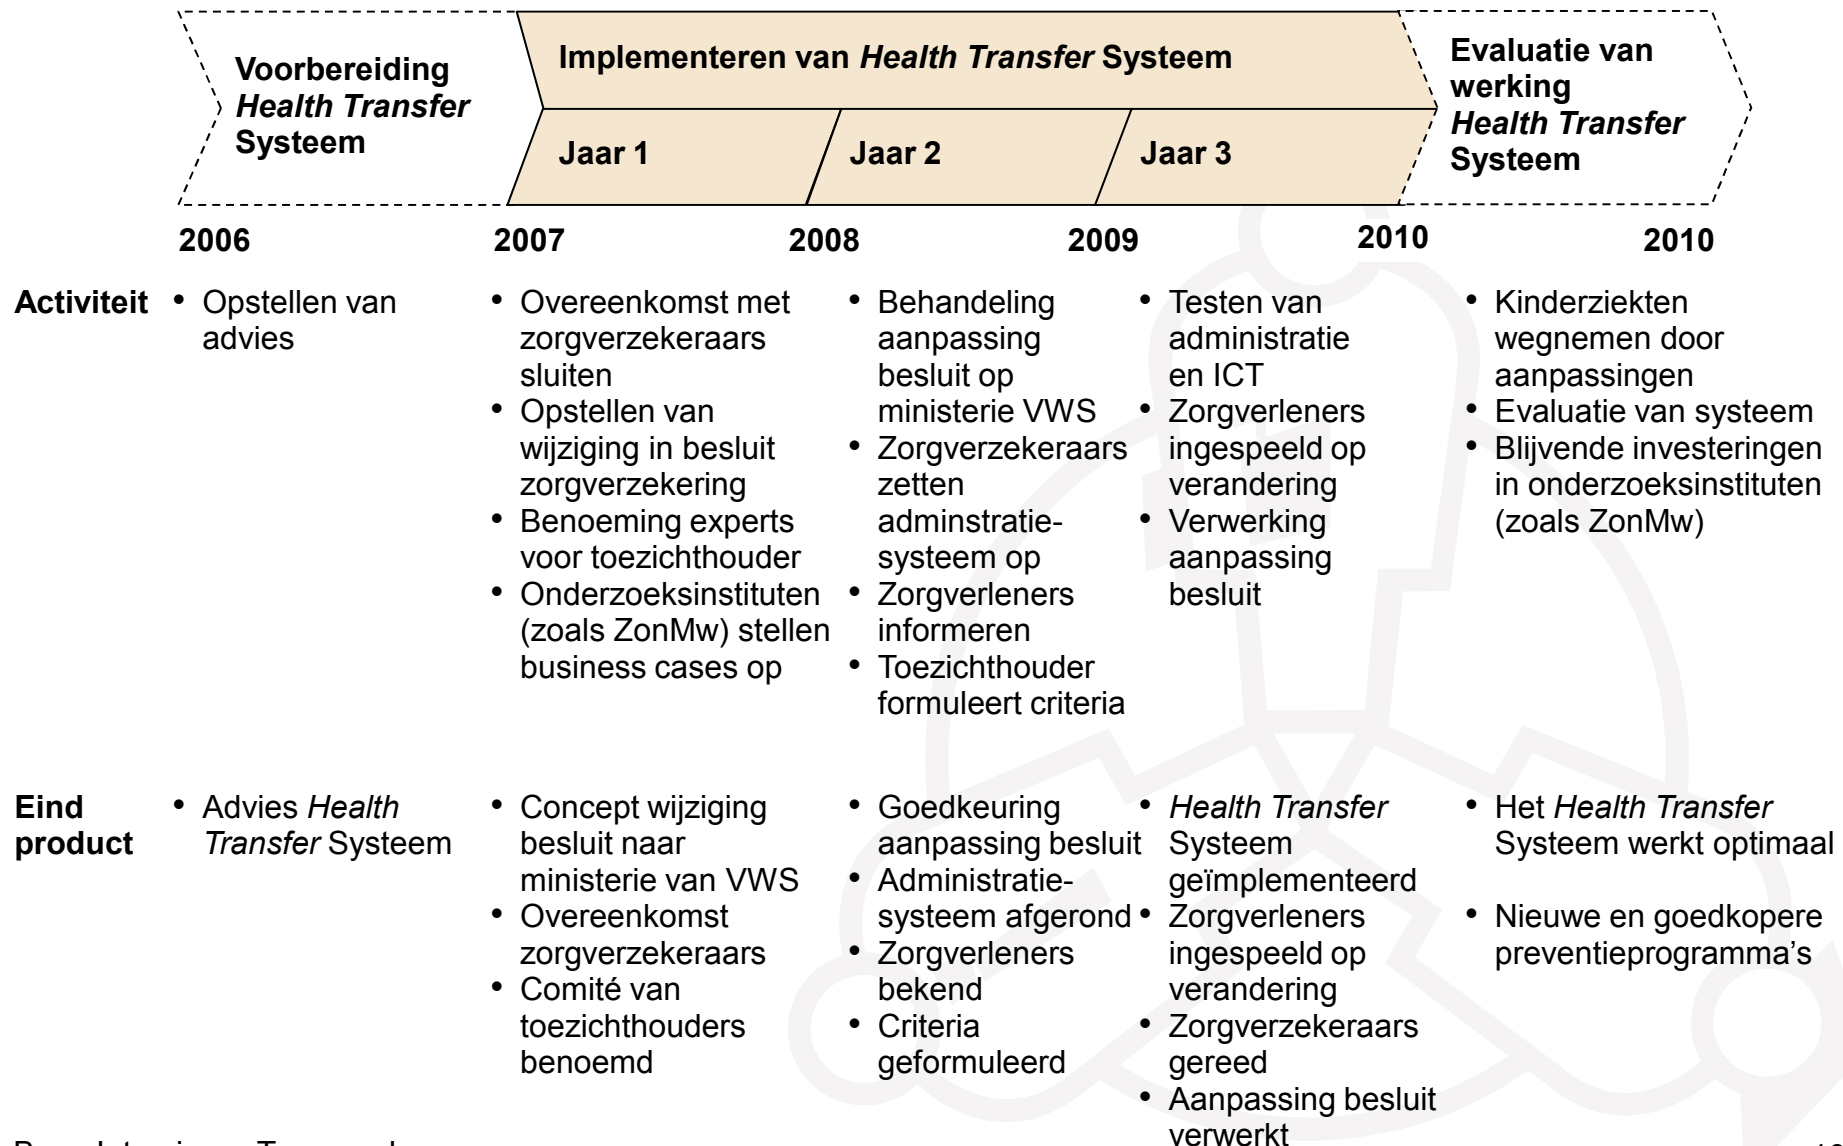 Voorbereiding
Health Transfer
Systeem
Implementeren van Health Transfer Systeem
Jaar 1
Jaar 2
Jaar 3
Evaluatie van
werking
Health Transfer
Systeem
2006
2007
2008
2009
2010
2010
Activiteit
• Opstellen van
advies
• Overeenkomst met
zorgverzekeraars
sluiten
• Opstellen van
wijziging in besluit
zorgverzekering
• Benoeming experts
voor toezichthouder
• Onderzoeksinstituten
(zoals ZonMw) stellen
business cases op
• Behandeling
aanpassing
besluit op
ministerie VWS
• Zorgverzekeraars
zetten
adminstratie-
systeem op
• Zorgverleners
informeren
• Toezichthouder
formuleert criteria
• Testen van
administratie
en ICT
• Zorgverleners
ingespeeld op
verandering
• Verwerking
aanpassing
besluit
• Kinderziekten
wegnemen door
aanpassingen
• Evaluatie van systeem
• Blijvende investeringen
in onderzoeksinstituten
(zoals ZonMw)
Eind
product
• Advies Health
Transfer Systeem
• Concept wijziging
besluit naar
ministerie van VWS
• Overeenkomst
zorgverzekeraars
• Comité van
toezichthouders
benoemd
• Goedkeuring
aanpassing besluit
• Administratie-
systeem afgerond
• Zorgverleners
bekend
• Criteria
geformuleerd
• Health Transfer
Systeem
geïmplementeerd
• Zorgverleners
ingespeeld op
verandering
• Zorgverzekeraars
gereed
• Aanpassing besluit
verwerkt
• Het Health Transfer
Systeem werkt optimaal
• Nieuwe en goedkopere
preventieprogramma's